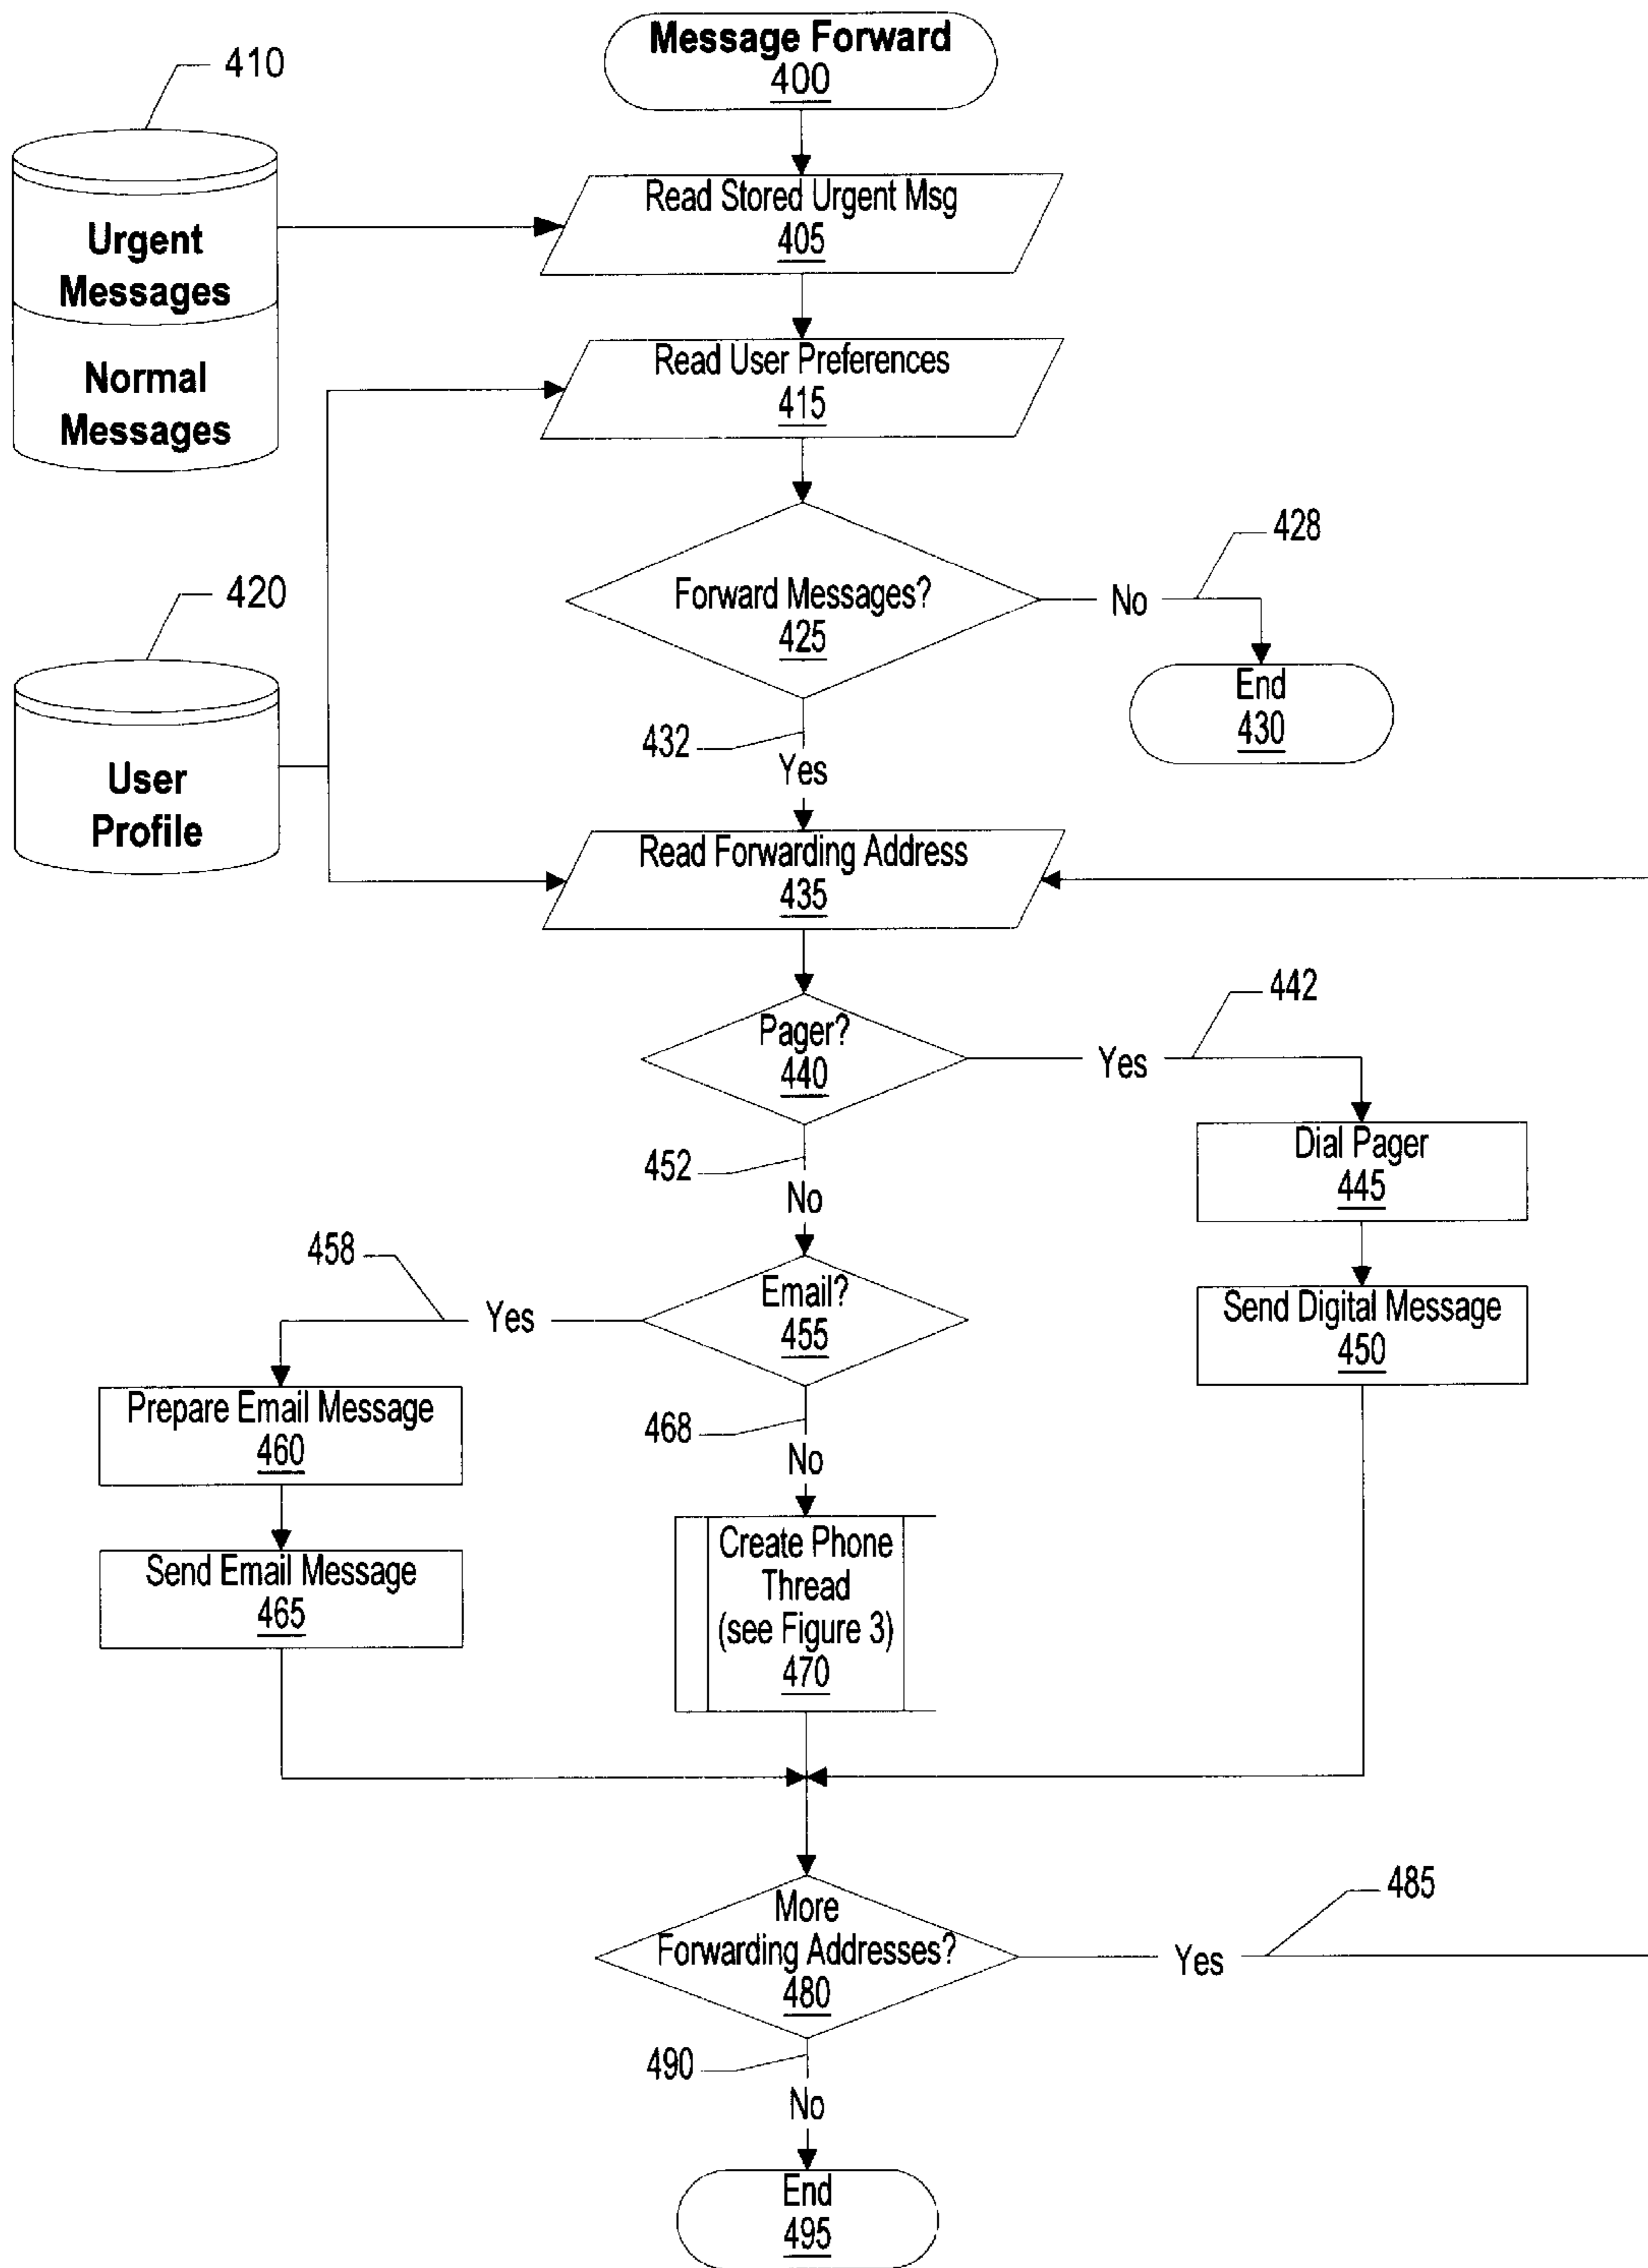 Message Forward
400
410
Read Stored Urgent Msg
405
Urgent
Messages
Normal
Messages
Read User Preferences
415
428
Forward Messages?
425
No
420
End
430
432
Yes
User
Profile
Read Forwarding Address
435
442
Pager?
440
Yes
452
No
Dial Pager
445
458
Yes
Email?
455
Send Digital Message
450
Prepare Email Message
460
468
No
Send Email Message
465
Create Phone
Thread
(see Figure 3)
470
485
More
Forwarding Addresses?
480
Yes
490
No
End
495